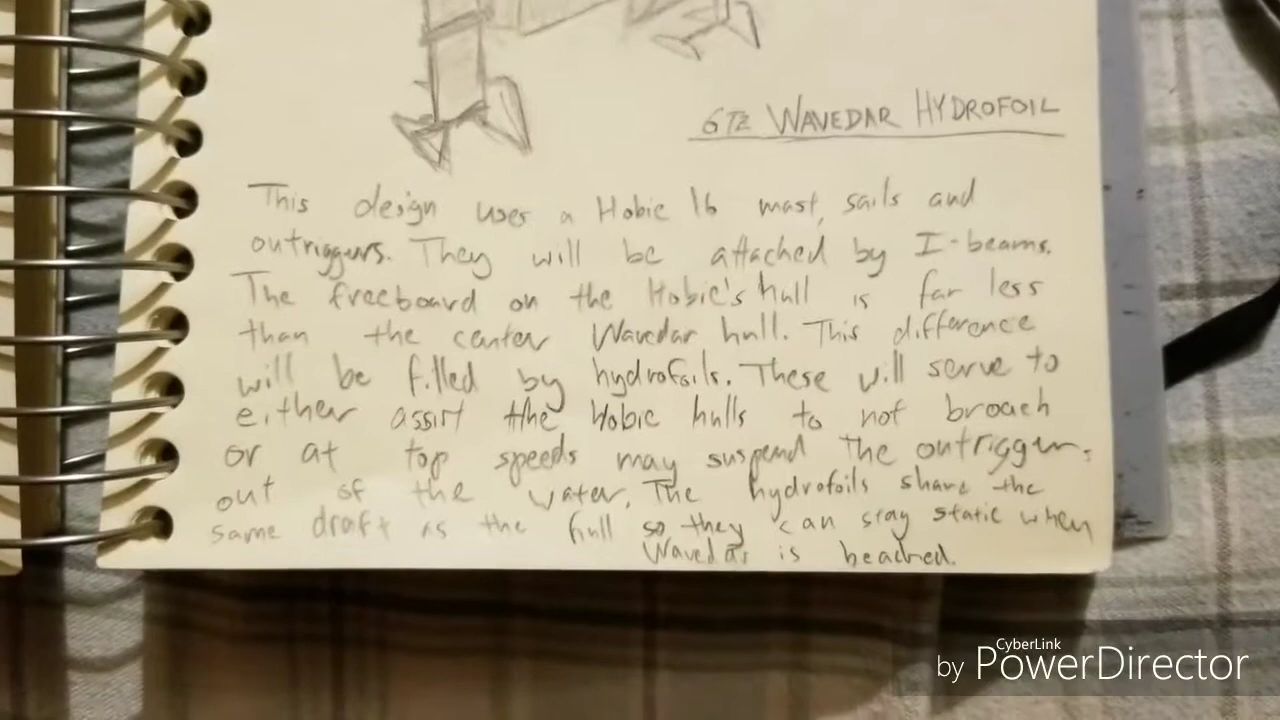 6TE WAVEDAR HYDROFOIL
This design uses a Hobie 16 mast, sails and
outriggers. They will be attached by I-beams.
The freeboard on the Hobie's hull is far less
than the center Wavedar hull. This difference
will be filled by hydrofoils. These will serve to
either assist the Hobie hulls to not broach
or at top speeds may suspend the outriggers
out of the water. The hydrofoils share the
same draft as the hull so they can stay static when
Wavedar is beached.
CyberLink
by PowerDirector